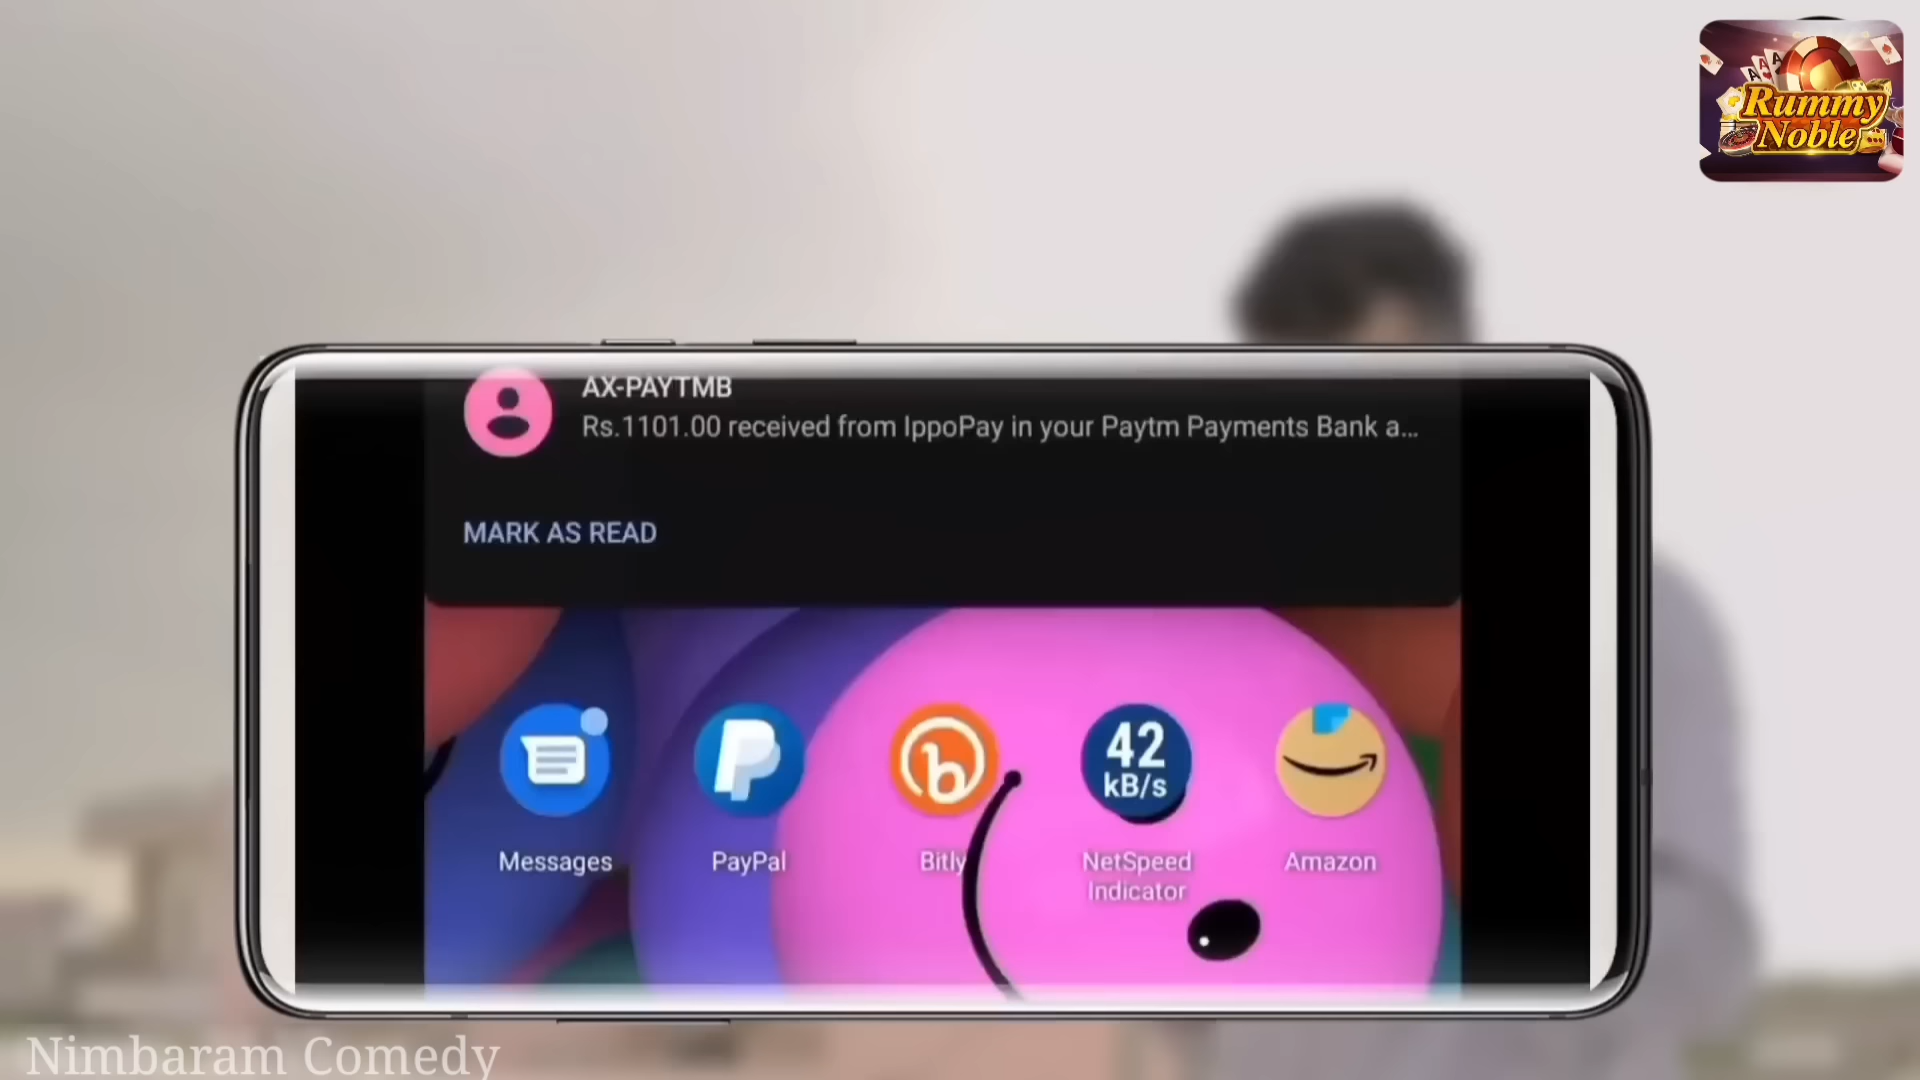 Rummy
Noble
AX-PAYTMB
Rs.1101.00 received from IppoPay in your Paytm Payments Bank a...
MARK AS READ
42
kB/s
Messages
PayPal
Bitly
NetSpeed
Indicator
Amazon
Nimbaram Comedy